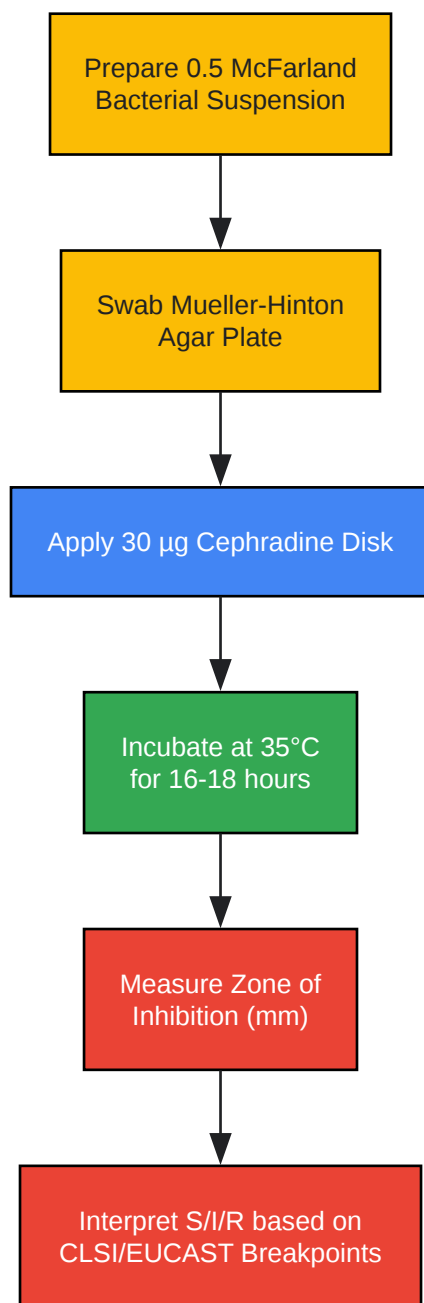 Prepare 0.5 McFarland
Bacterial Suspension
Swab Mueller-Hinton
Agar Plate
Apply 30 µg Cephradine Disk
Incubate at 35°C
for 16-18 hours
Measure Zone of
Inhibition (mm)
Interpret S/I/R based on
CLSI/EUCAST Breakpoints